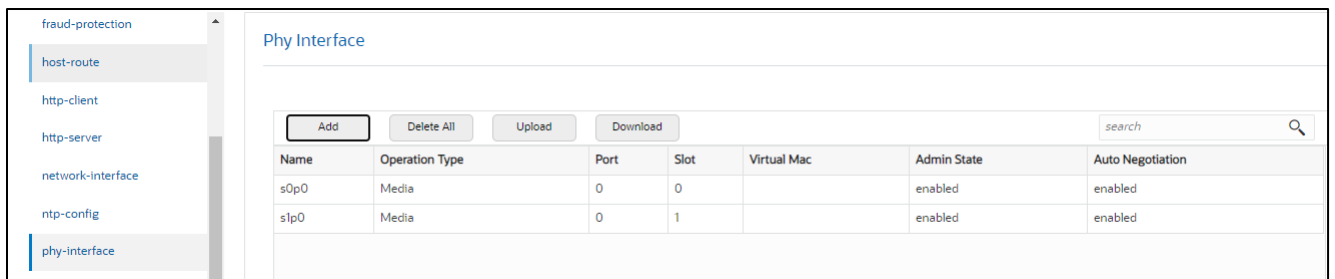 fraud-protection
host-route
http-client
http-server
network-interface
ntp-config
phy-interface
Phy Interface
Add Delete All Upload Download search
Name Operation Type Port Slot Virtual Mac Admin State Auto Negotiation
s0p0 Media 0 0 enabled enabled
s1p0 Media 0 1 enabled enabled